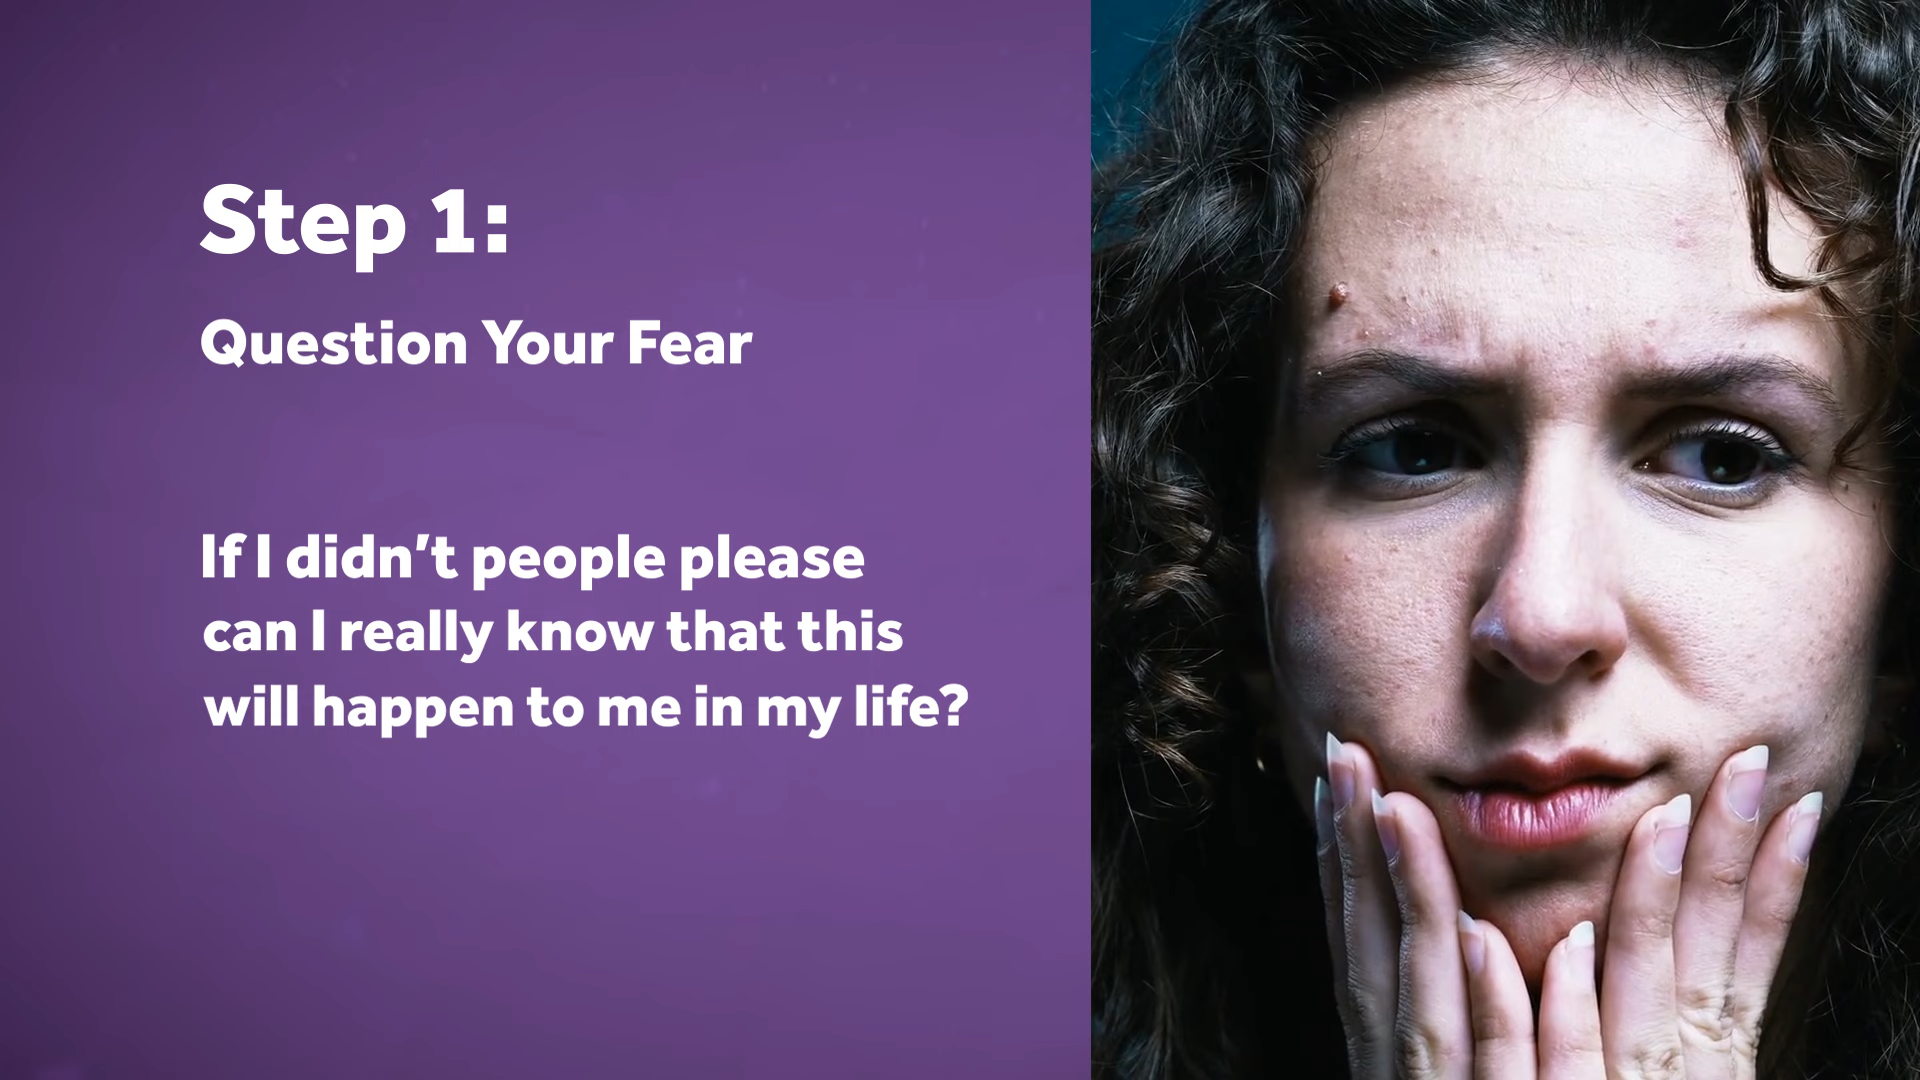 Step 1:
Question Your Fear
If I didn't people please
can I really know that this
will happen to me in my life?